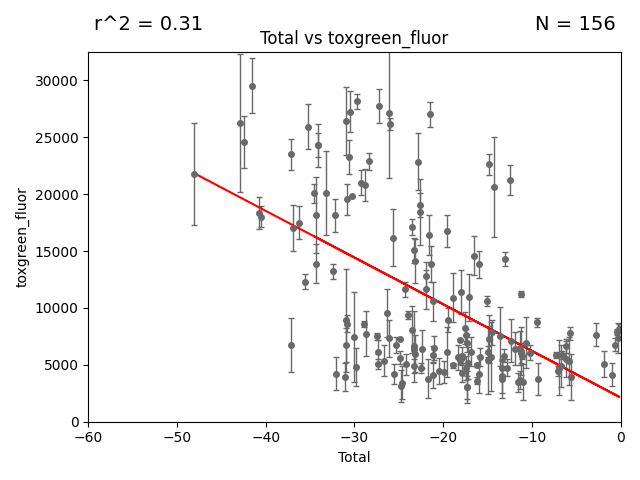 r^2 = 0.31
N = 156
Total vs toxgreen_fluor
30000
25000
20000
15000
10000
5000
0
toxgreen_fluor
−60
−50
−40
−30
−20
−10
0
Total